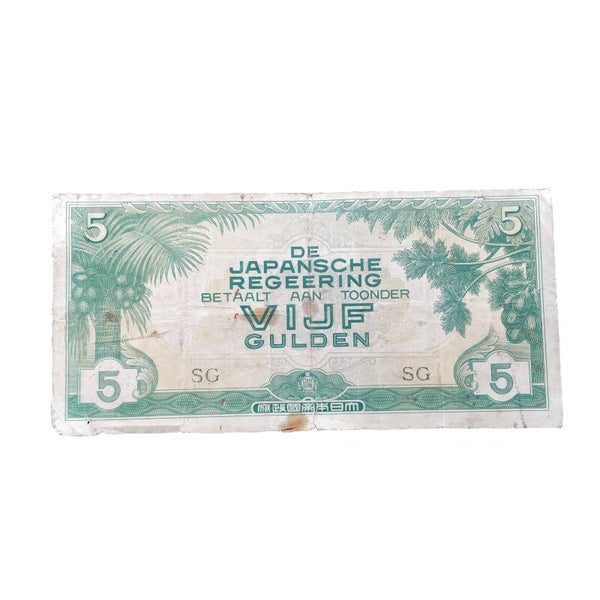 5 5
DE
JAPANSCHE
REGEERING
BETAALT AAN TOONDER
VIJF
GULDEN
SG SG
5 5
府政國帝本日大